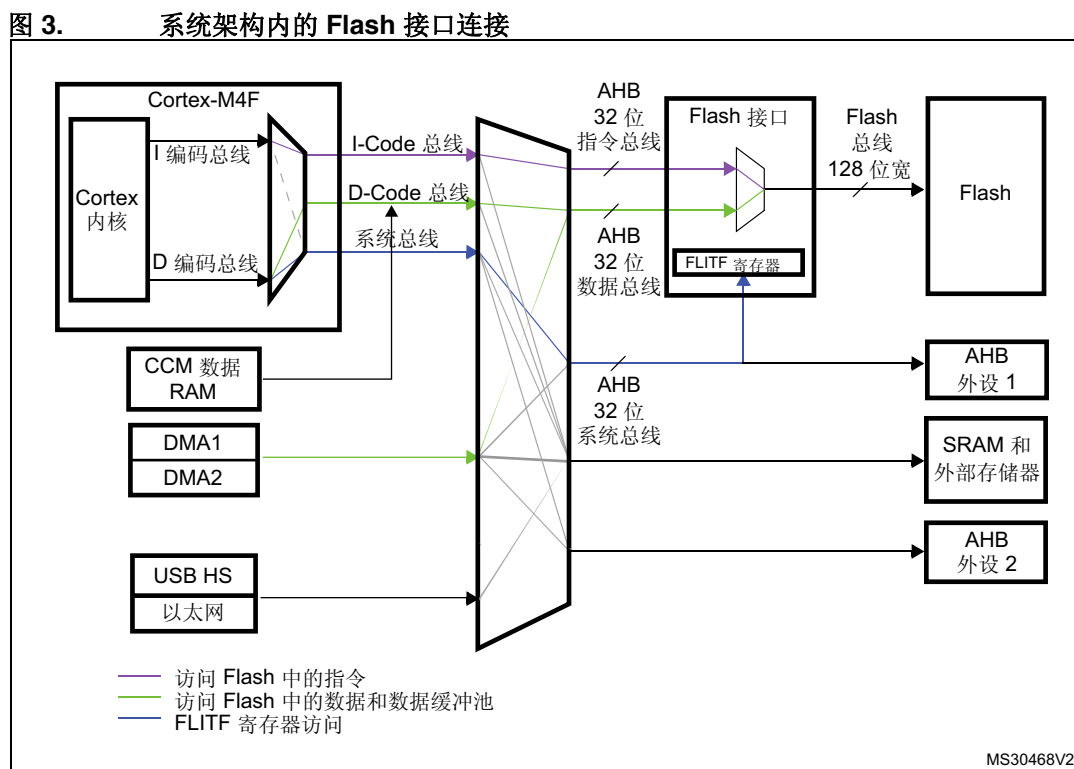 图 3. 系统架构内的 Flash 接口连接
Cortex-M4F
Cortex
内核
I 编码总线
D 编码总线
I-Code 总线
D-Code 总线
系统总线
CCM 数据
RAM
DMA1
DMA2
USB HS
以太网
AHB
32 位
指令总线
AHB
32 位
数据总线
AHB
32 位
系统总线
Flash 接口
FLITF 寄存器
Flash
总线
128 位宽
Flash
AHB
外设 1
SRAM 和
外部存储器
AHB
外设 2
访问 Flash 中的指令
访问 Flash 中的数据和数据缓冲池
FLITF 寄存器访问
MS30468V2